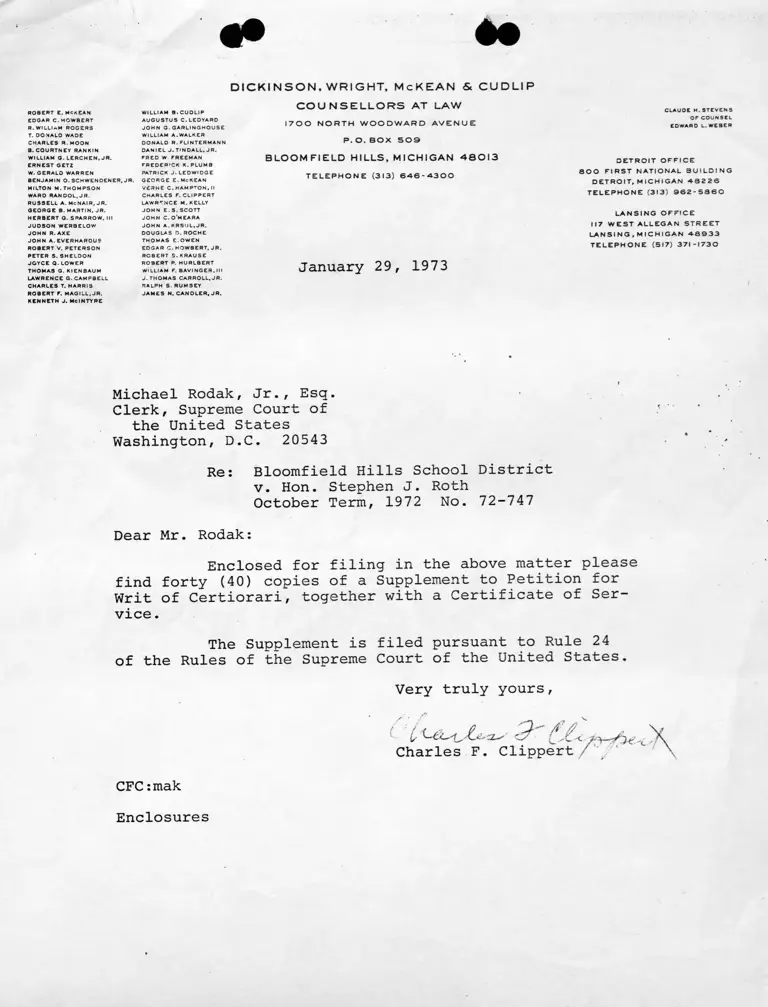 DICKINSON, WRIGHT, McKEAN & CUDLIP
COUNSELLORS AT LAW
1700 NORTH WOODWARD AVENUE
P.O. BOX 509
BLOOMFIELD HILLS, MICHIGAN 48013
TELEPHONE (313) 646-4300
ROBERT E. McKEAN
EDGAR C. HOWBERT
R. WILLIAM ROGERS
T. DONALD WADE
CHARLES R. MOON
B. COURTNEY RANKIN
WILLIAM G. LERCHEN, JR.
ERNEST GETZ
W. GERALD WARREN
BENJAMIN O. SCHWENDENER, JR.
MILTON M. THOMPSON
WARD RANDOL, JR.
RUSSELL A. McNAIR, JR.
GEORGE B. MARTIN, JR.
HERBERT G. SPARROW, III
JUDSON WERBELOW
JOHN R. AXE
JOHN A. EVERHARDUS
ROBERT V. PETERSON
PETER S. SHELDON
JOYCE Q. LOWER
THOMAS G. KIENBAUM
LAWRENCE G. CAMPBELL
CHARLES T. HARRIS
ROBERT F. MAGILL, JR.
KENNETH J. McINTYRE
WILLIAM B. CUDLIP
AUGUSTUS C. LEDYARD
JOHN G. GARLINGHOUSE
WILLIAM A. WALKER
DONALD R. FLINTERMANN
DANIEL J. TINDALL, JR.
FRED W. FREEMAN
FREDERICK K. PLUMB
PATRICK J. LEDWIDGE
GEORGE E. McKEAN
VERNE C. HAMPTON, II
CHARLES F. CLIPPERT
LAWRENCE M. KELLY
JOHN E. S. SCOTT
JOHN C. O'MEARA
JOHN A. KRSUL, JR.
DOUGLAS D. ROCHE
THOMAS E. OWEN
EDGAR C. HOWBERT, JR.
ROBERT S. KRAUSE
ROBERT P. HURLBERT
WILLIAM F. BAVINGER, III
J. THOMAS CARROLL, JR.
RALPH S. RUMSEY
JAMES N. CANDLER, JR.
CLAUDE H. STEVENS
OF COUNSEL
EDWARD L. WEBER
DETROIT OFFICE
800 FIRST NATIONAL BUILDING
DETROIT, MICHIGAN 48226
TELEPHONE (313) 962-5860
LANSING OFFICE
117 WEST ALLEGAN STREET
LANSING, MICHIGAN 48933
TELEPHONE (517) 371-1730
January 29, 1973
Michael Rodak, Jr., Esq.
Clerk, Supreme Court of
the United States
Washington, D.C. 20543
Re: Bloomfield Hills School District
v. Hon. Stephen J. Roth
October Term, 1972 No. 72-747
Dear Mr. Rodak:
Enclosed for filing in the above matter please
find forty (40) copies of a Supplement to Petition for
Writ of Certiorari, together with a Certificate of Ser-
vice.
The Supplement is filed pursuant to Rule 24
of the Rules of the Supreme Court of the United States.
Very truly yours,
Charles F Clippert
Charles F. Clippert
CFC:mak
Enclosures